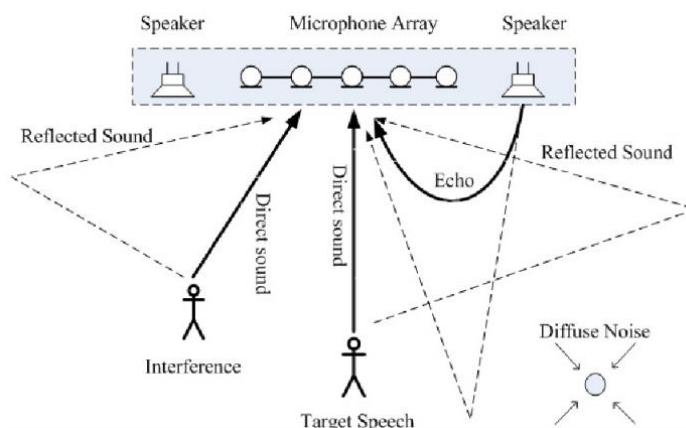 Speaker
Microphone Array
Speaker
Reflected Sound
Reflected Sound
Direct sound
Direct sound
Echo
Interference
Diffuse Noise
Target Speech